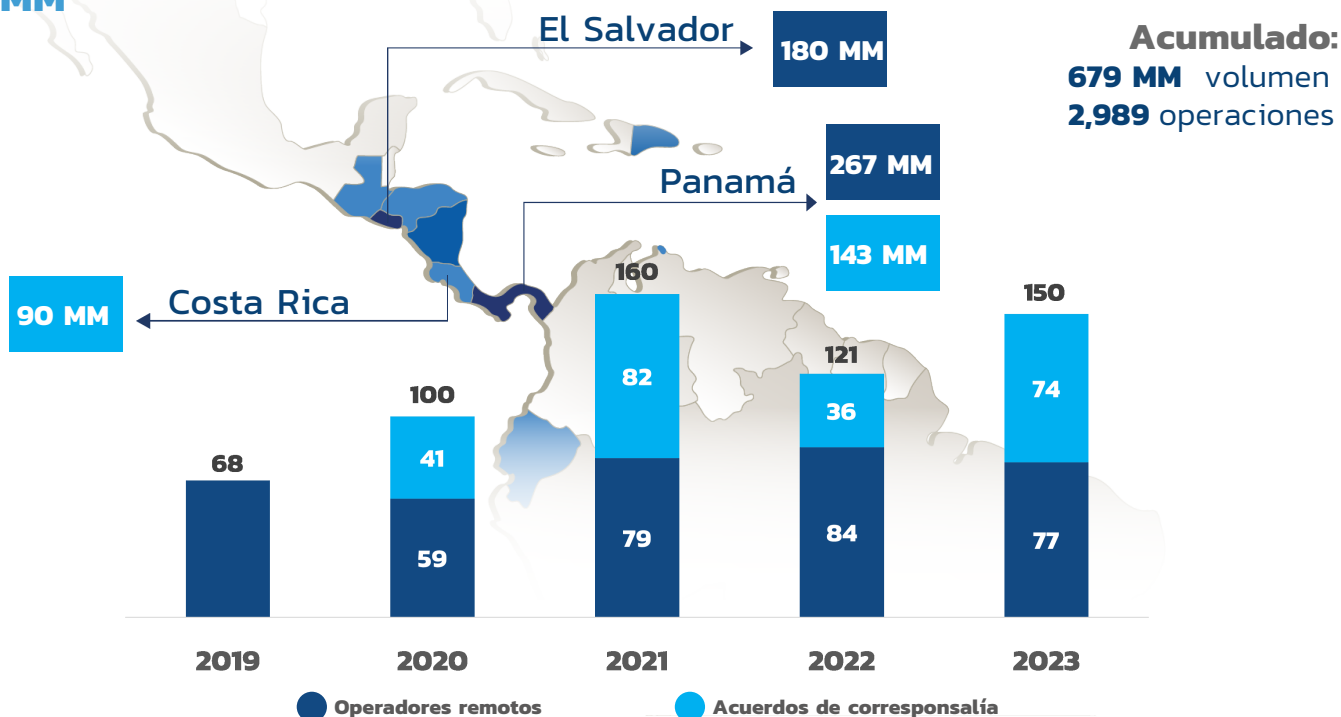 MM
El Salvador
180 MM
Acumulado:
679 MM volumen
2,989 operaciones
Panamá
267 MM
143 MM
Costa Rica
90 MM
68
100
41
59
160
82
79
121
36
84
150
74
77
2019 2020 2021 2022 2023
Operadores remotos Acuerdos de corresponsalía